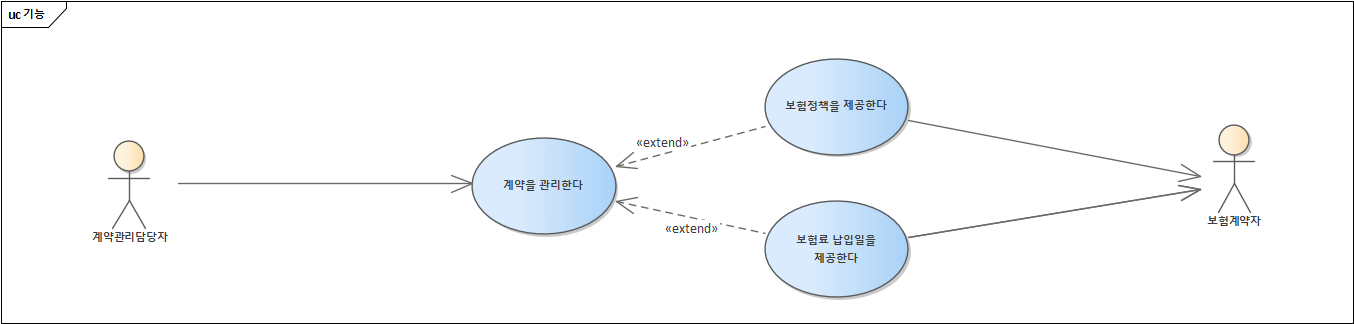 uc 기능
보험정책을 제공한다
«extend»
계약을 관리한다
계약관리담당자
보험계약자
«extend»
보험료 납입일을
제공한다